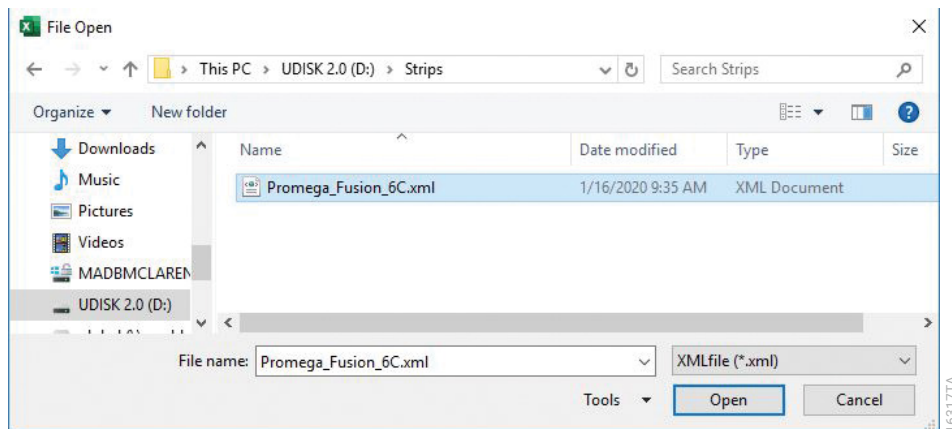 File Open
This PC > UDISK 2.0 (D:) > Strips
Search Strips
Organize
New folder
Name
Date modified
Type
Size
Downloads
Promega_Fusion_6C.xml
1/16/2020 9:35 AM
XML Document
Music
Pictures
Videos
MADBMCLAREN
UDISK 2.0 (D:)
File name:
Promega_Fusion_6C.xml
XMLfile (*.xml)
Tools
Open
Cancel